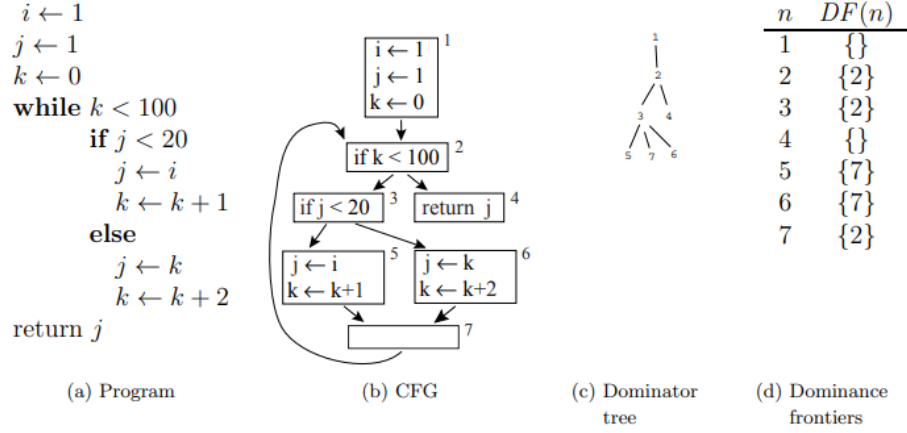 i ← 1
j ← 1
k ← 0
while k < 100
if j < 20
j ← i
k ← k + 1
else
j ← k
k ← k + 2
return j
(a) Program
1
i ← 1
j ← 1
k ← 0
2
if k < 100
3
if j < 20
4
return j
5
j ← i
k ← k+1
6
j ← k
k ← k+2
7
(b) CFG
1
2
3 4
5 7 6
(c) Dominator
tree
n DF(n)
1 {}
2 {2}
3 {2}
4 {}
5 {7}
6 {7}
7 {2}
(d) Dominance
frontiers